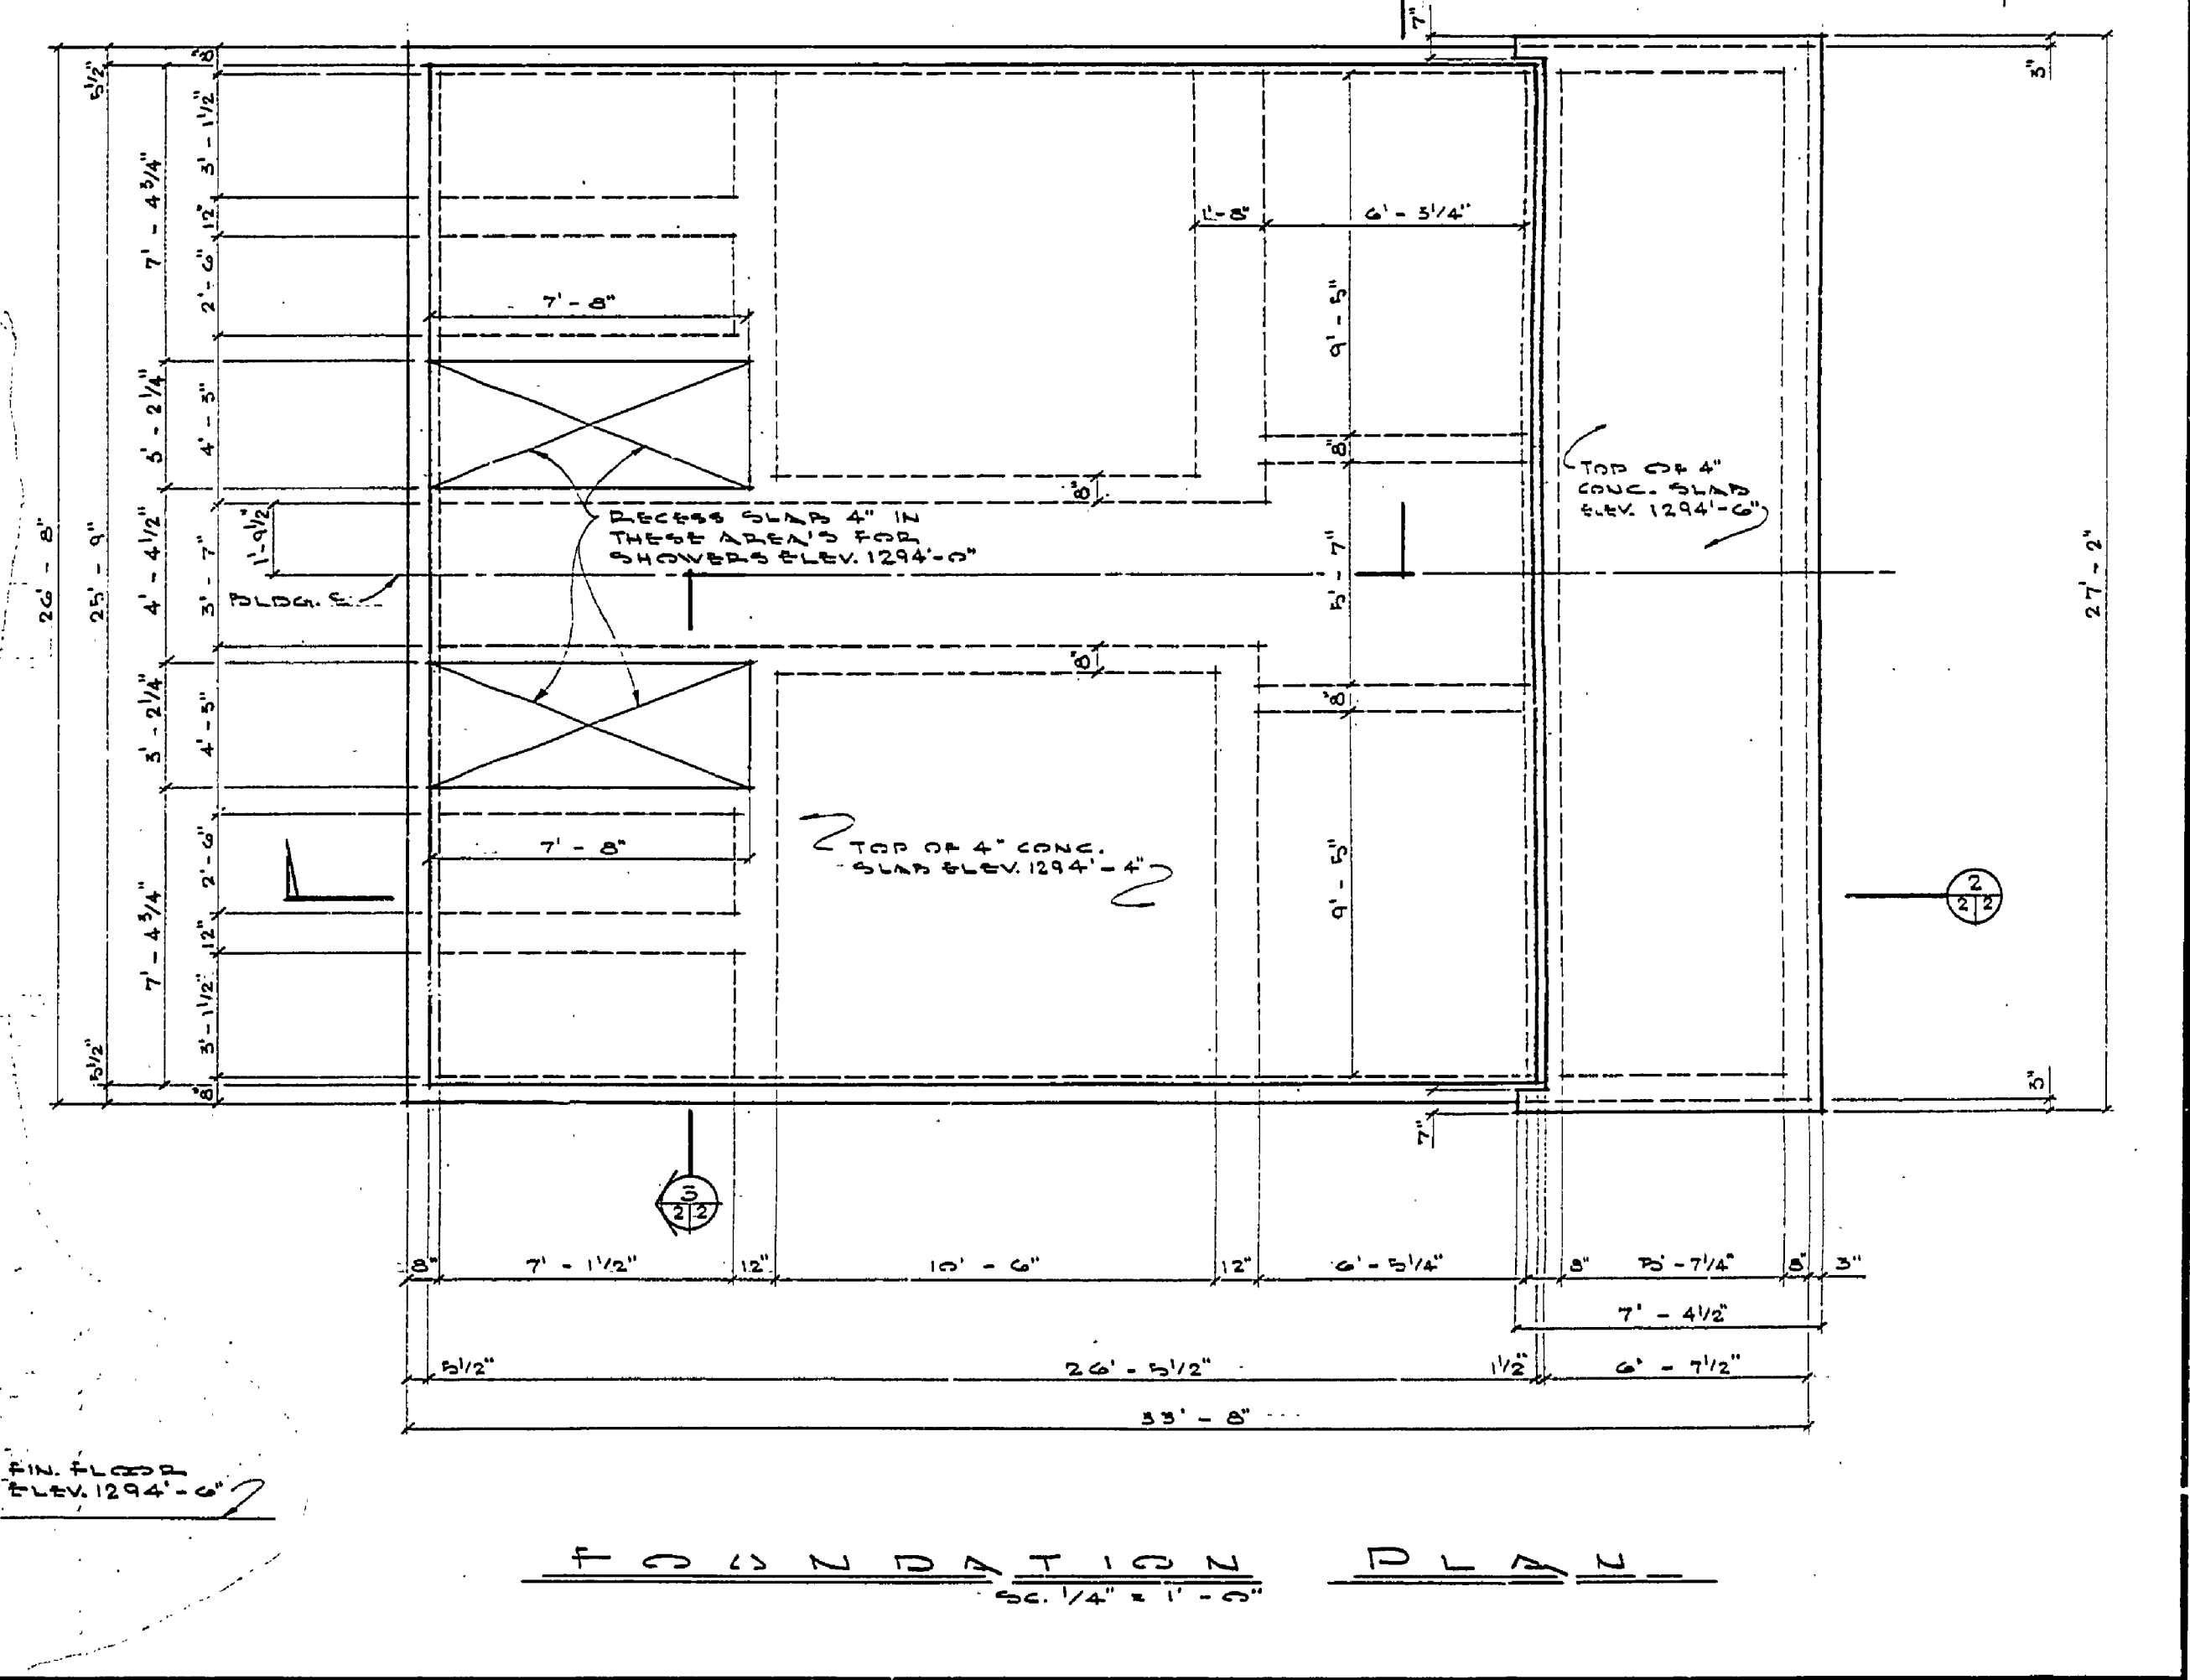 7"
8"
5 1/2"
3"
3' - 1 1/2"
7' - 4 3/4"
12"
1'-8"
6' - 3 1/4"
2' - 6"
7' - 8"
9' - 5"
3' - 2 1/4"
4' - 3"
8"
TOP OF 4"
CONC. SLAB
ELEV. 1294'-6"
8"
RECESS SLAB 4" IN
THESE AREA'S FOR
SHOWERS ELEV. 1294'-0"
1'-9 1/2"
26' - 8"
25' - 9"
4' - 4 1/2"
3' - 7"
5' - 7"
27' - 2"
BLDG. ℄
8"
8"
3' - 2 1/4"
4' - 3"
7' - 8"
TOP OF 4" CONC.
SLAB ELEV. 1294' - 4"
2' - 6"
9' - 5"
2
2 2
7' - 4 3/4"
12"
3' - 1 1/2"
5 1/2"
8"
3"
7"
3
2 2
8" 7' - 1 1/2" 12" 10' - 6" 12" 6' - 5 1/4" 8" 5' - 7 1/4" 8" 3"
7' - 4 1/2"
5 1/2" 26' - 5 1/2" 1 1/2" 6' - 7 1/2"
33' - 8"
FIN. FLOOR
ELEV. 1294' - 6"
FOUNDATION PLAN
SC. 1/4" = 1' - 0"